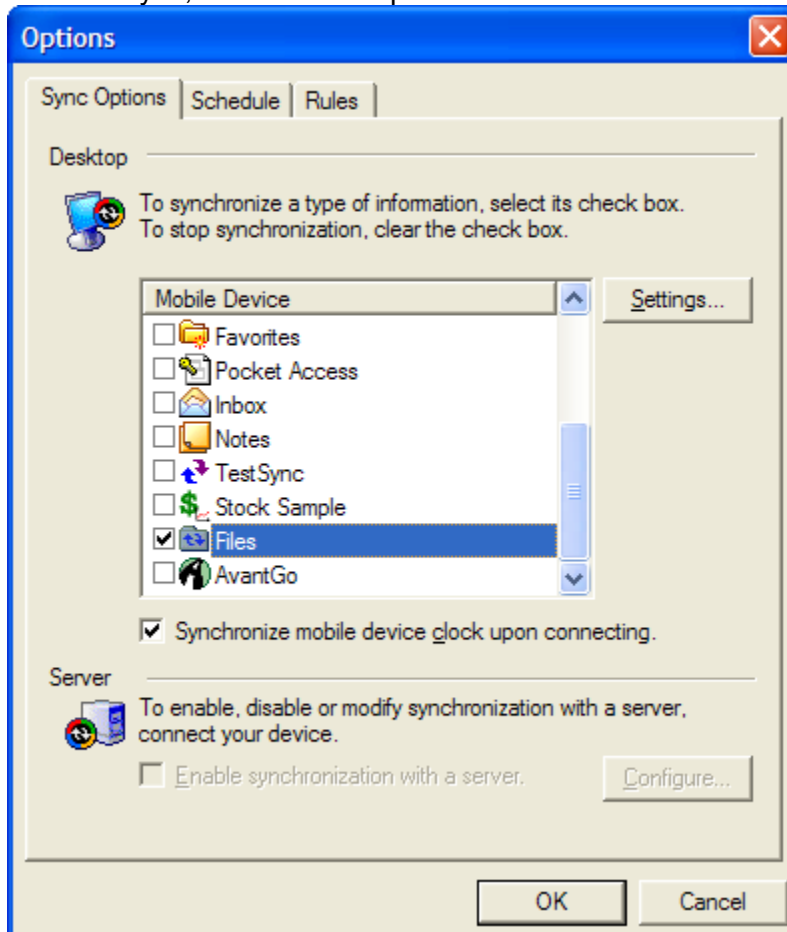 Options
Sync Options Schedule Rules
Desktop
To synchronize a type of information, select its check box.
To stop synchronization, clear the check box.
Mobile Device
Settings...
Favorites
Pocket Access
Inbox
Notes
TestSync
Stock Sample
Files
AvantGo
Synchronize mobile device clock upon connecting.
Server
To enable, disable or modify synchronization with a server,
connect your device.
Enable synchronization with a server.
Configure...
OK Cancel